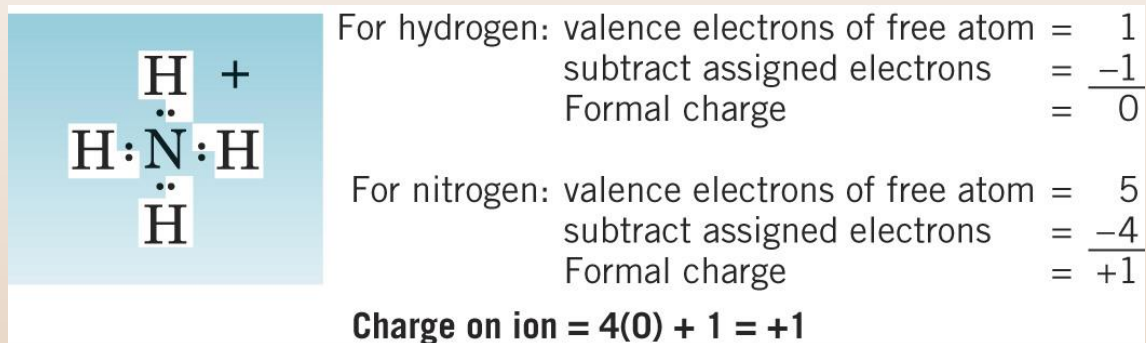 H +
H:N:H
H
For hydrogen: valence electrons of free atom = 1
subtract assigned electrons = −1
Formal charge = 0
For nitrogen: valence electrons of free atom = 5
subtract assigned electrons = −4
Formal charge = +1
Charge on ion = 4(0) + 1 = +1